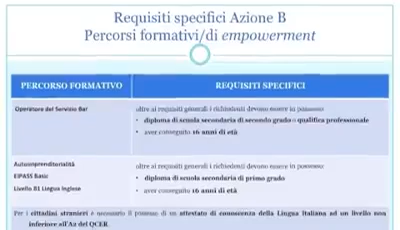 Requisiti specifici Azione B
Percorsi formativi/di empowerment
PERCORSO FORMATIVO
REQUISITI SPECIFICI
Operatore del Servizio Bar
oltre ai requisiti generali i richiedenti devono essere in possesso:
• diploma di scuola secondaria di secondo grado o qualifica professionale
• aver conseguito 16 anni di età
Autoimprenditorialità
EIPASS Basic
Livello B1 Lingua Inglese
oltre ai requisiti generali i richiedenti devono essere in possesso:
• diploma di scuola secondaria di primo grado
• aver conseguito 16 anni di età
Per i cittadini stranieri è necessario il possesso di un attestato di conoscenza della Lingua Italiana ad un livello non
inferiore all'A2 del QCER.